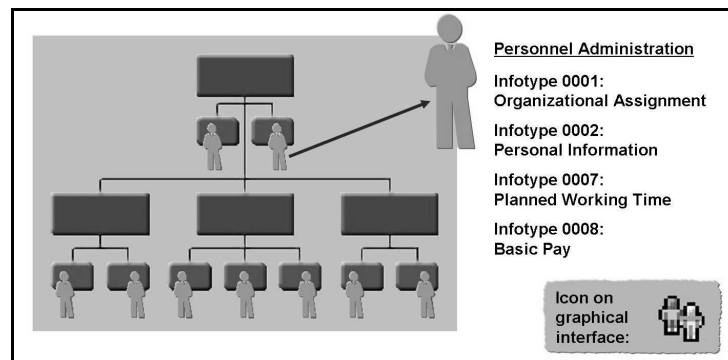 Personnel Administration
Infotype 0001:
Organizational Assignment
Infotype 0002:
Personal Information
Infotype 0007:
Planned Working Time
Infotype 0008:
Basic Pay
Icon on
graphical
interface: